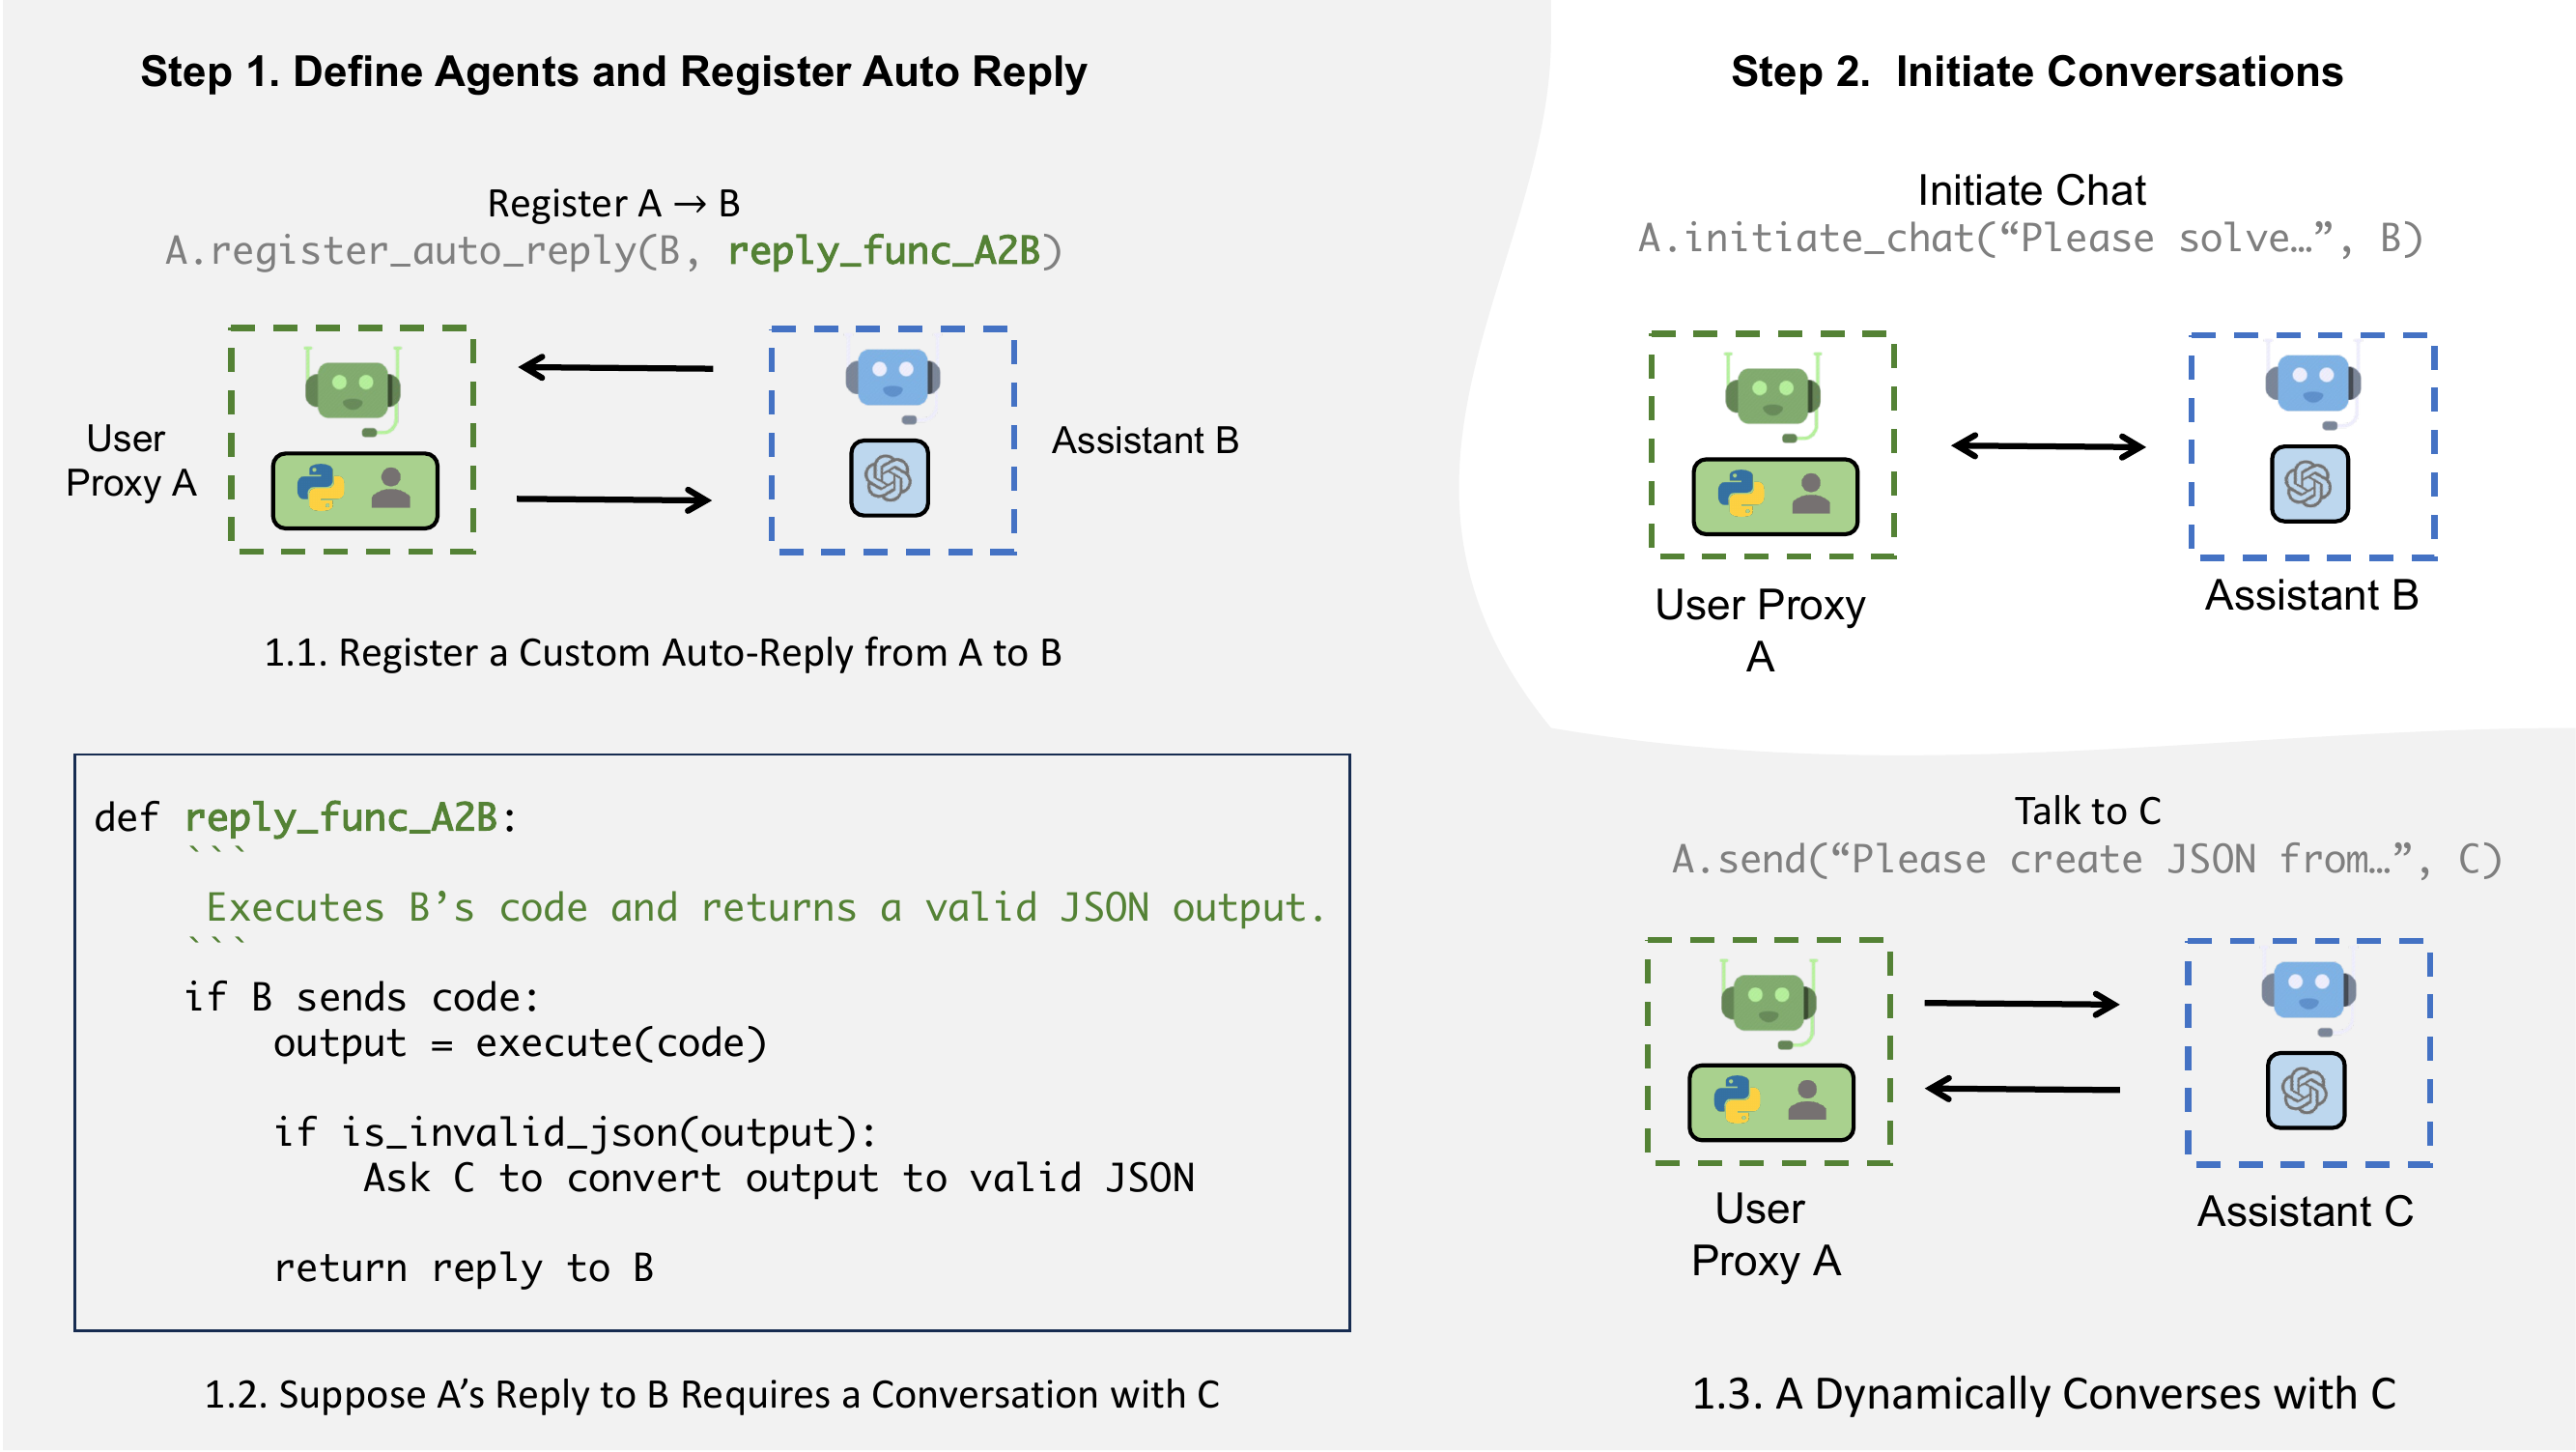 Step 1. Define Agents and Register Auto Reply
Register A → B
A.register_auto_reply(B, reply_func_A2B)
User
Proxy A
Assistant B
1.1. Register a Custom Auto-Reply from A to B
def reply_func_A2B:
```
Executes B’s code and returns a valid JSON output.
```
if B sends code:
output = execute(code)
if is_invalid_json(output):
Ask C to convert output to valid JSON
return reply to B
1.2. Suppose A’s Reply to B Requires a Conversation with C
Step 2.  Initiate Conversations
Initiate Chat
A.initiate_chat(“Please solve…”, B)
User Proxy
A
Assistant B
Talk to C
A.send(“Please create JSON from…”, C)
User
Proxy A
Assistant C
1.3. A Dynamically Converses with C